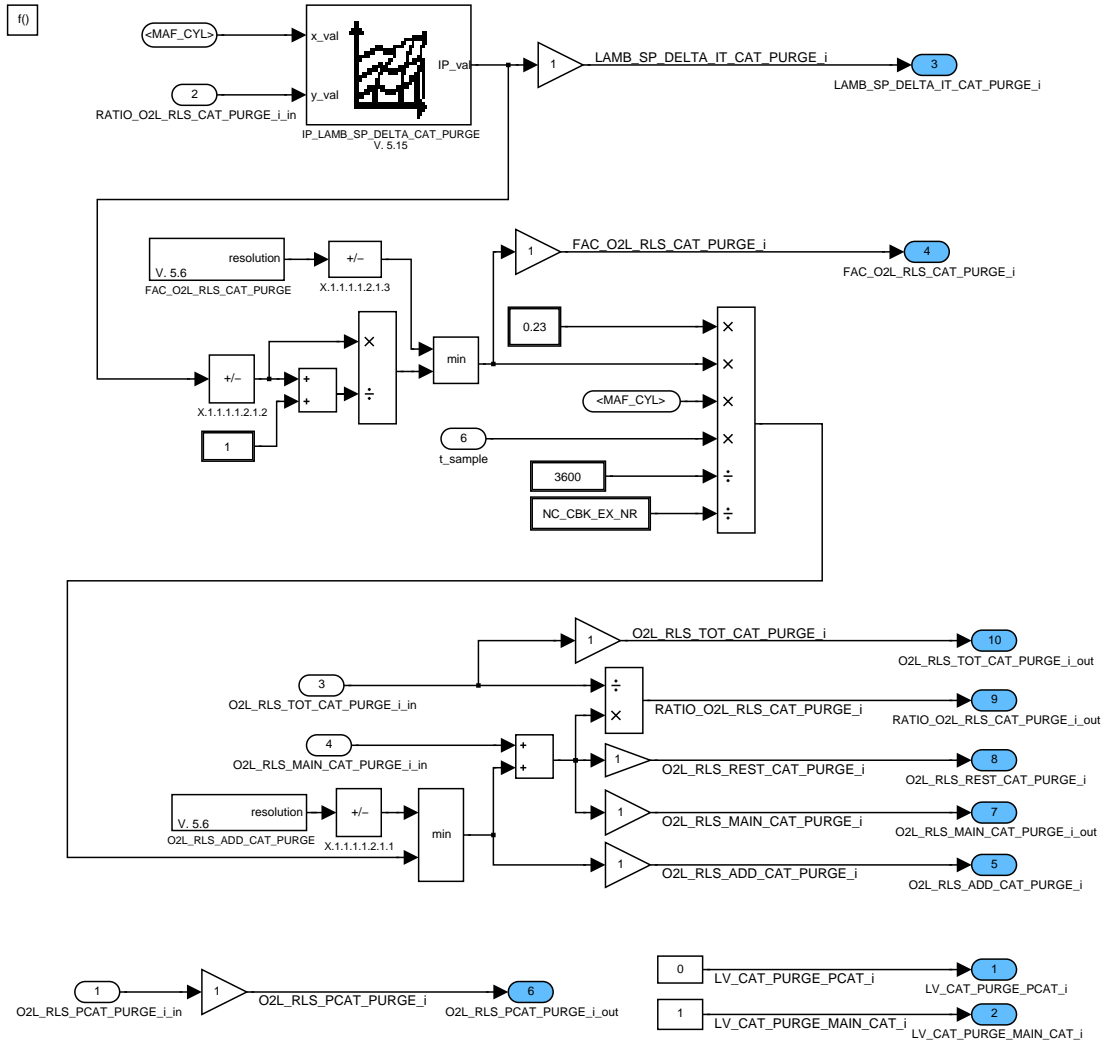 f()
<MAF_CYL>
x_val
IP_val
2
y_val
RATIO_O2L_RLS_CAT_PURGE_i_in
IP_LAMB_SP_DELTA_CAT_PURGE
V. 5.15
1
LAMB_SP_DELTA_IT_CAT_PURGE_i
3
LAMB_SP_DELTA_IT_CAT_PURGE_i
resolution
V. 5.6
FAC_O2L_RLS_CAT_PURGE
+/−
X.1.1.1.1.2.1.3
1
FAC_O2L_RLS_CAT_PURGE_i
4
FAC_O2L_RLS_CAT_PURGE_i
+/−
X.1.1.1.1.2.1.2
+
+
1
×
÷
min
0.23
<MAF_CYL>
6
t_sample
3600
NC_CBK_EX_NR
×
×
×
×
÷
÷
1
O2L_RLS_TOT_CAT_PURGE_i
10
O2L_RLS_TOT_CAT_PURGE_i_out
3
O2L_RLS_TOT_CAT_PURGE_i_in
÷
×
RATIO_O2L_RLS_CAT_PURGE_i
9
RATIO_O2L_RLS_CAT_PURGE_i_out
4
O2L_RLS_MAIN_CAT_PURGE_i_in
+
+
1
O2L_RLS_REST_CAT_PURGE_i
8
O2L_RLS_REST_CAT_PURGE_i
resolution
V. 5.6
O2L_RLS_ADD_CAT_PURGE
+/−
X.1.1.1.1.2.1.1
min
1
O2L_RLS_MAIN_CAT_PURGE_i
7
O2L_RLS_MAIN_CAT_PURGE_i_out
1
O2L_RLS_ADD_CAT_PURGE_i
5
O2L_RLS_ADD_CAT_PURGE_i
1
O2L_RLS_PCAT_PURGE_i_in
1
O2L_RLS_PCAT_PURGE_i
6
O2L_RLS_PCAT_PURGE_i_out
0
LV_CAT_PURGE_PCAT_i
1
LV_CAT_PURGE_PCAT_i
1
LV_CAT_PURGE_MAIN_CAT_i
2
LV_CAT_PURGE_MAIN_CAT_i